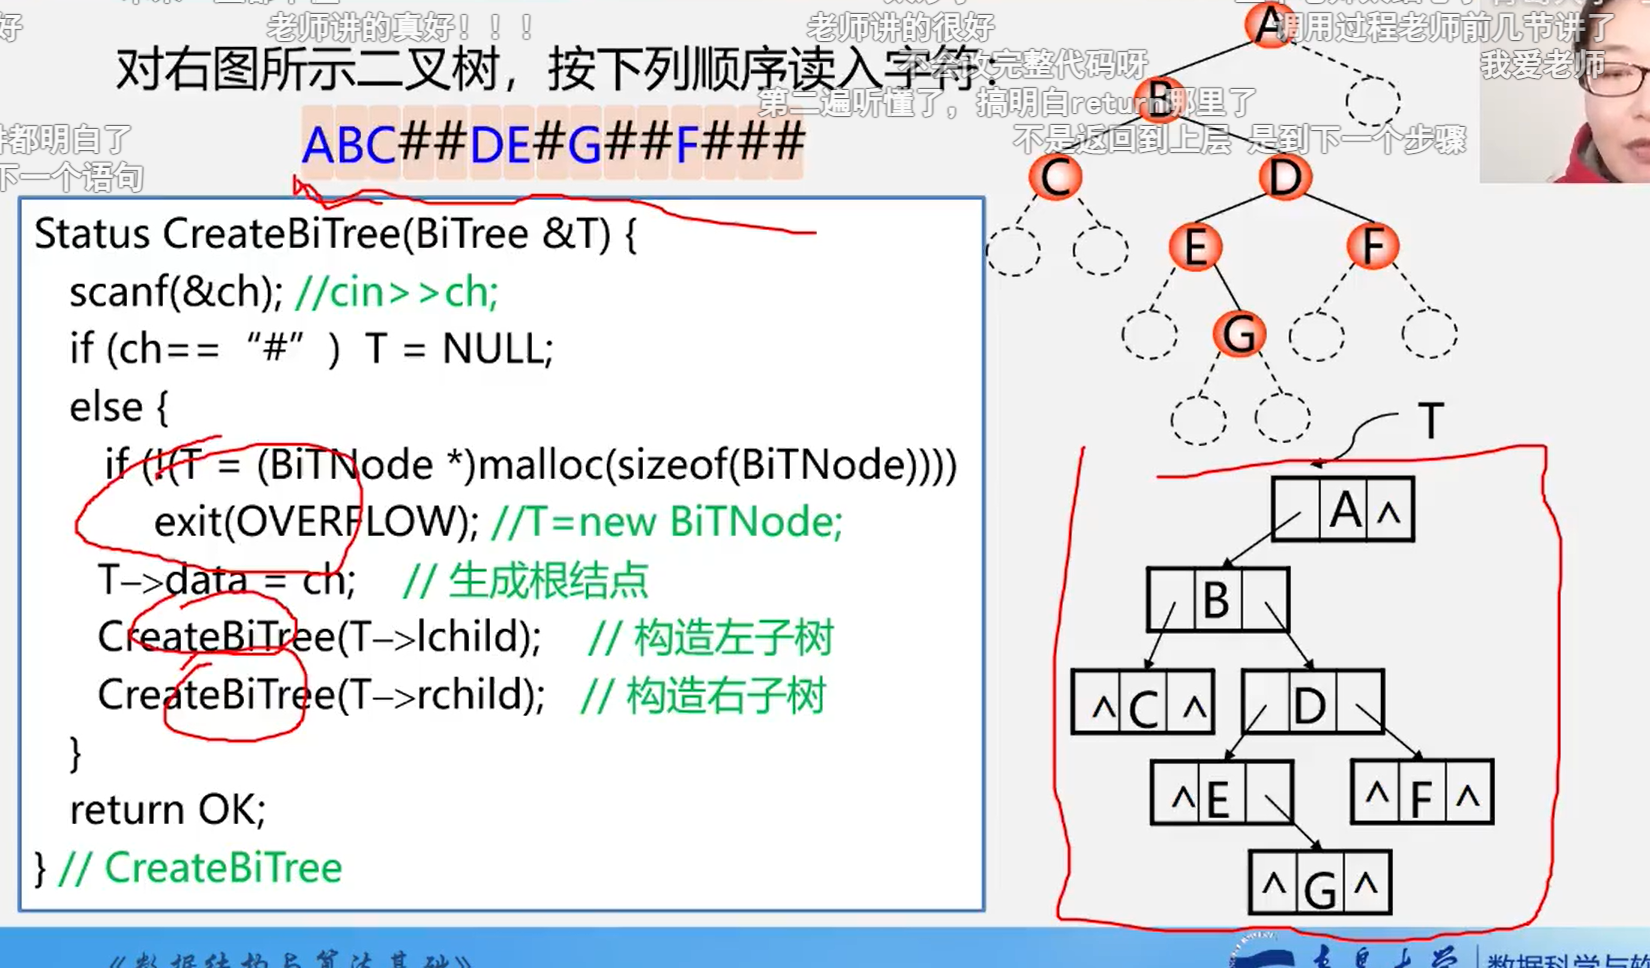 老师讲的真好！！！
老师讲的很好
调用过程老师前几节讲了
对右图所示二叉树，按下列顺序读入字符：
不会改完整代码呀
我爱老师
第二遍听懂了，搞明白return哪里了
ABC##DE#G##F###
讲都明白了
不是返回到上层 是到下一个步骤
下一个语句
Status CreateBiTree(BiTree &T) {
scanf(&ch); //cin>>ch;
if (ch== “#” ) T = NULL;
else {
if (!(T = (BiTNode *)malloc(sizeof(BiTNode))))
exit(OVERFLOW); //T=new BiTNode;
T–>data = ch; // 生成根结点
CreateBiTree(T–>lchild); // 构造左子树
CreateBiTree(T–>rchild); // 构造右子树
}
return OK;
} // CreateBiTree
A
B
C D
E F
G
T
A ^
B
^ C ^ D
^ E ^ F ^
^ G ^
《数据结构与算法基础》
青岛大学
数据科学与软